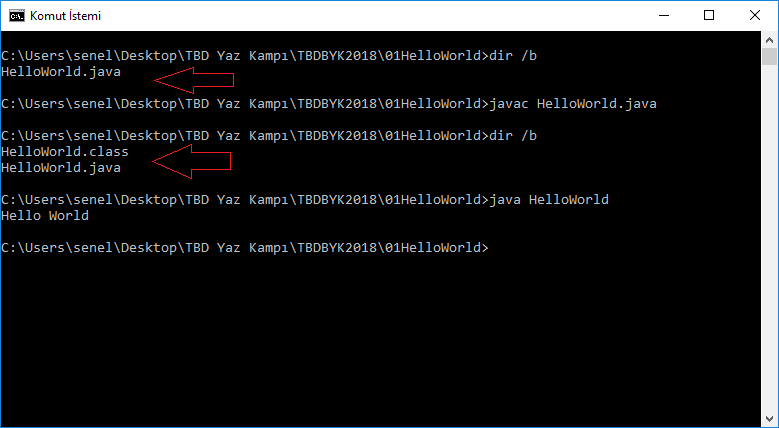 Komut İstemi
C:\Users\senel\Desktop\TBD Yaz Kampı\TBDBYK2018\01HelloWorld>dir /b
HelloWorld.java
C:\Users\senel\Desktop\TBD Yaz Kampı\TBDBYK2018\01HelloWorld>javac HelloWorld.java
C:\Users\senel\Desktop\TBD Yaz Kampı\TBDBYK2018\01HelloWorld>dir /b
HelloWorld.class
HelloWorld.java
C:\Users\senel\Desktop\TBD Yaz Kampı\TBDBYK2018\01HelloWorld>java HelloWorld
Hello World
C:\Users\senel\Desktop\TBD Yaz Kampı\TBDBYK2018\01HelloWorld>